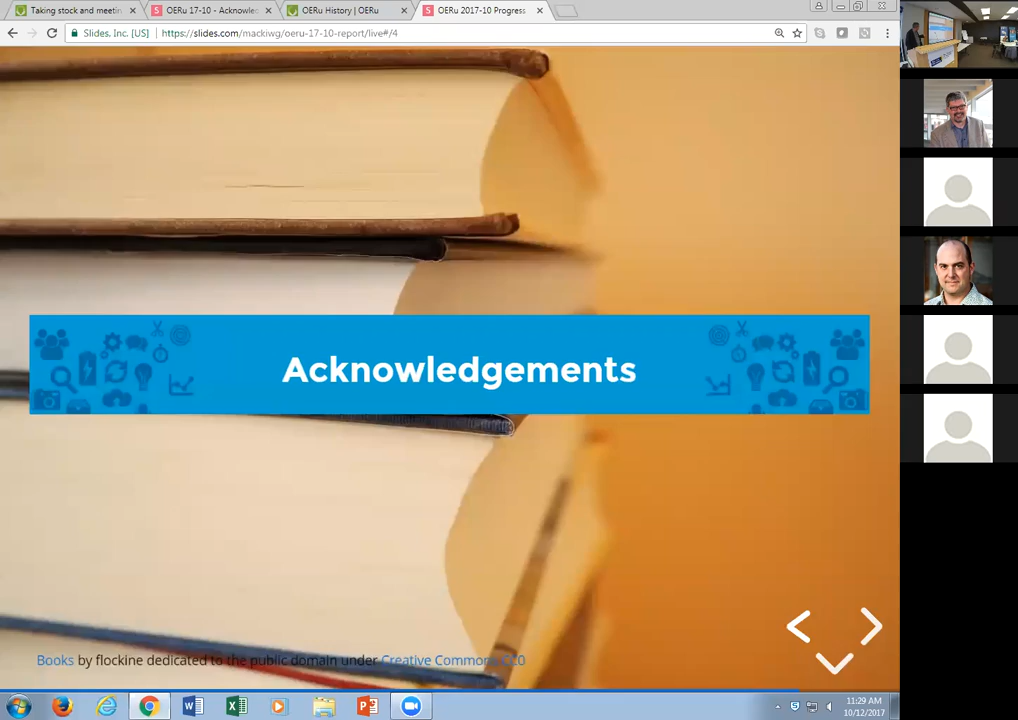 Taking stock and meetin
OERu 17-10 - Acknowle
OERu History | OERu
OERu 2017-10 Progress
Slides, Inc. [US]
https://slides.com/mackiwg/oeru-17-10-report/live#/4
Acknowledgements
Books by flockine dedicated to the public domain under Creative Commons CC0
11:29 AM
10/12/2017